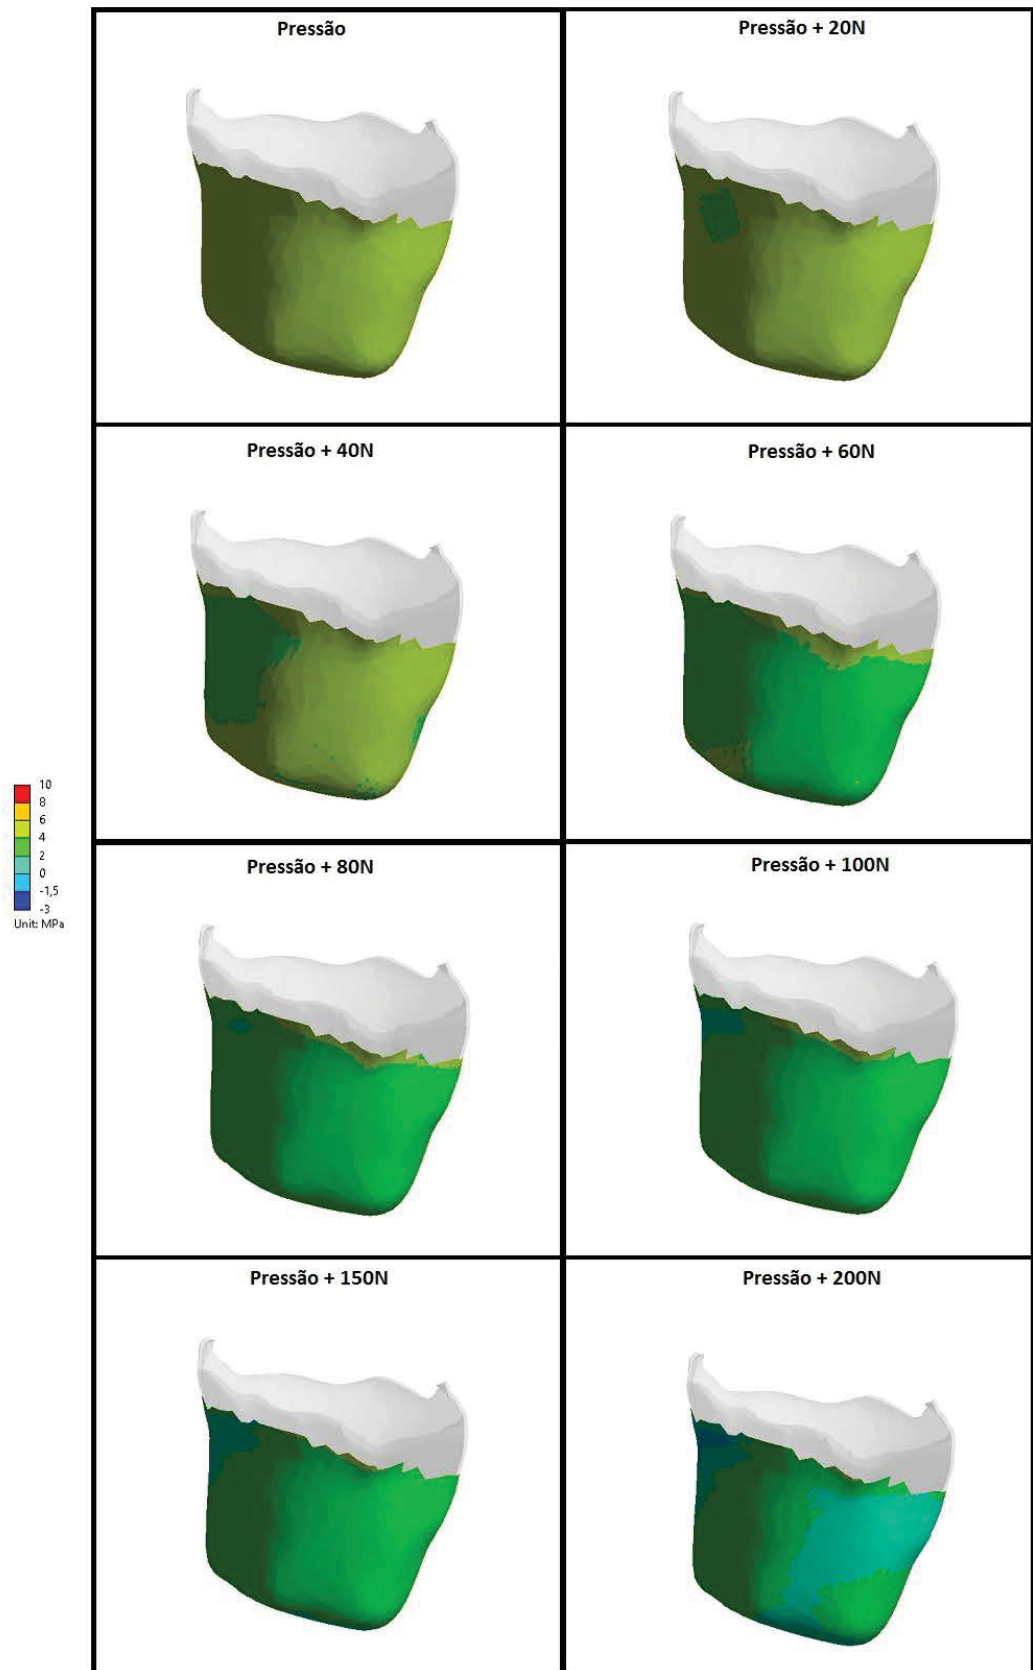 Pressão
Pressão + 20N
Pressão + 40N
Pressão + 60N
10
8
6
4
2
0
-1,5
-3
Unit: MPa
Pressão + 80N
Pressão + 100N
Pressão + 150N
Pressão + 200N